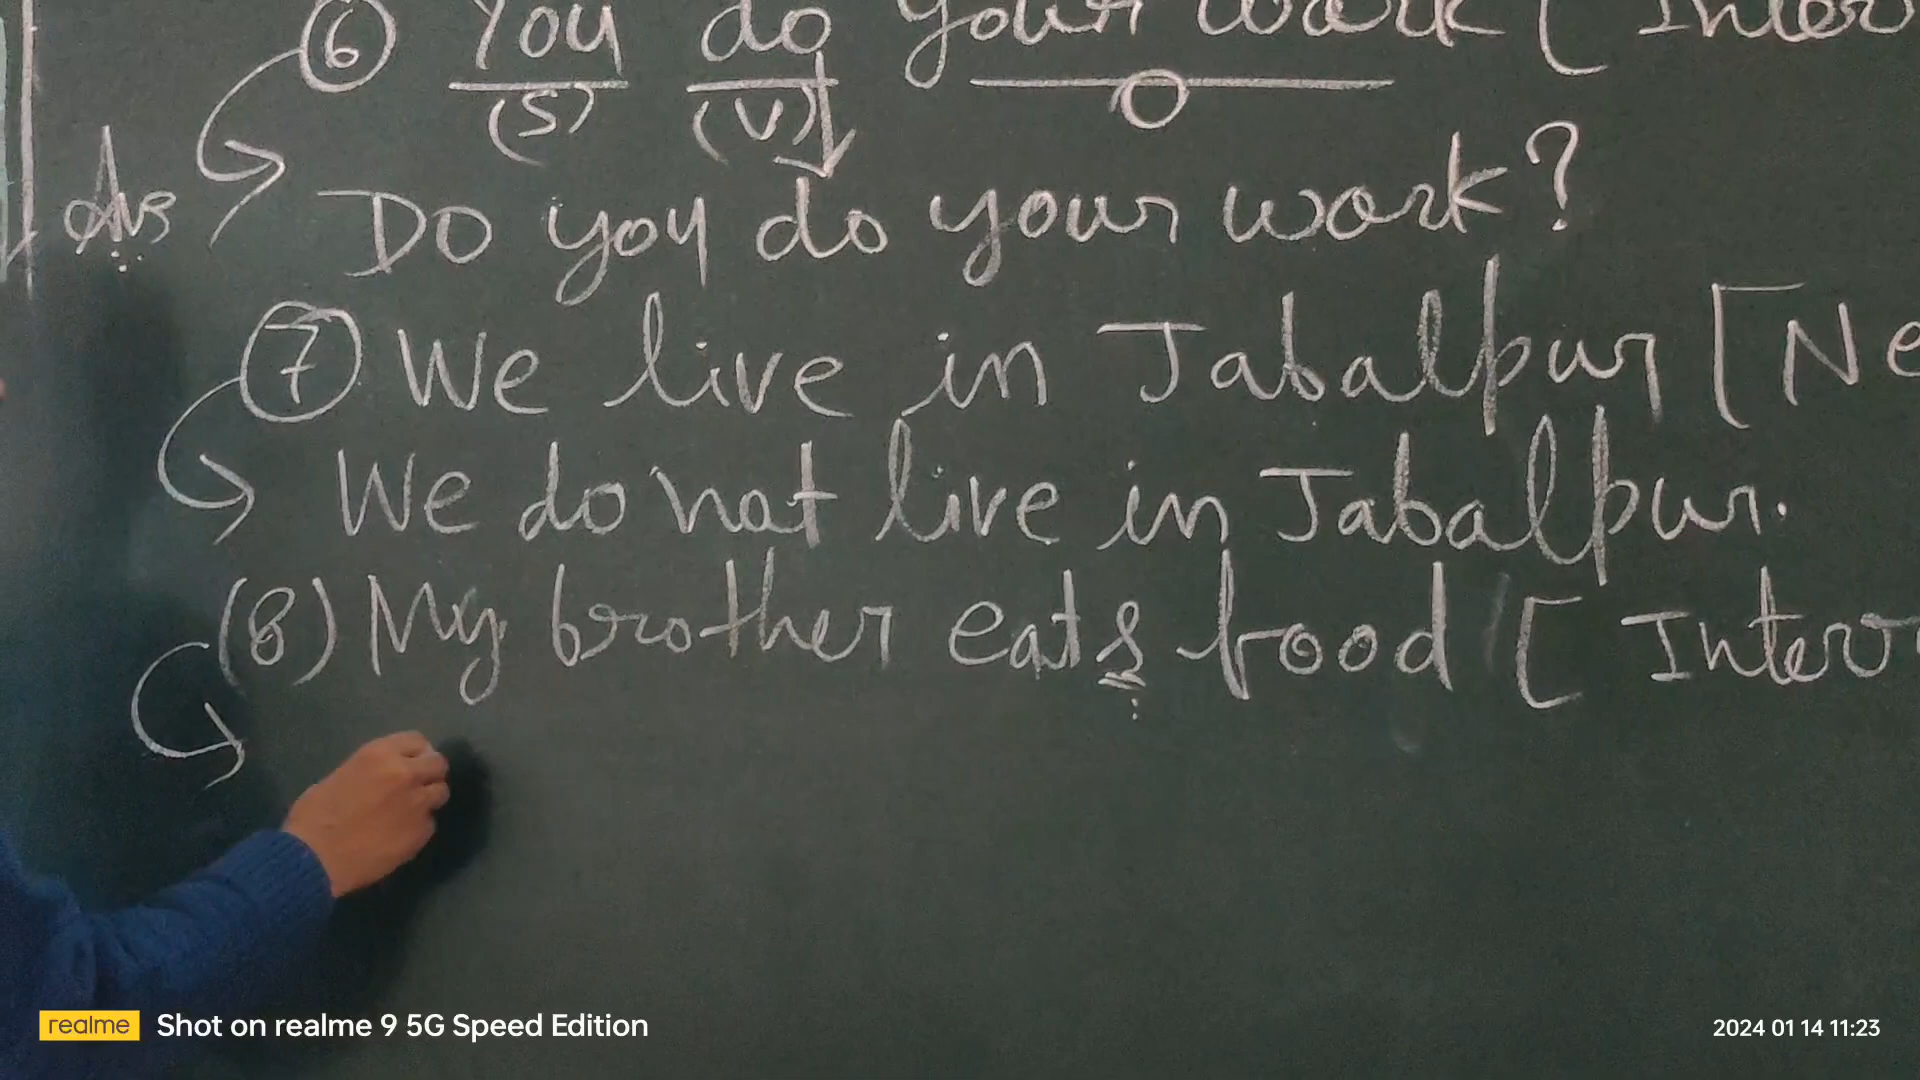 6 You do your work [ Inter
(S) (V) O
Ans Do you do your work?
7 We live in Jabalpur [ Ne
We do not live in Jabalpur.
(8) My brother eats food [ Interr
realme Shot on realme 9 5G Speed Edition
2024 01 14 11:23